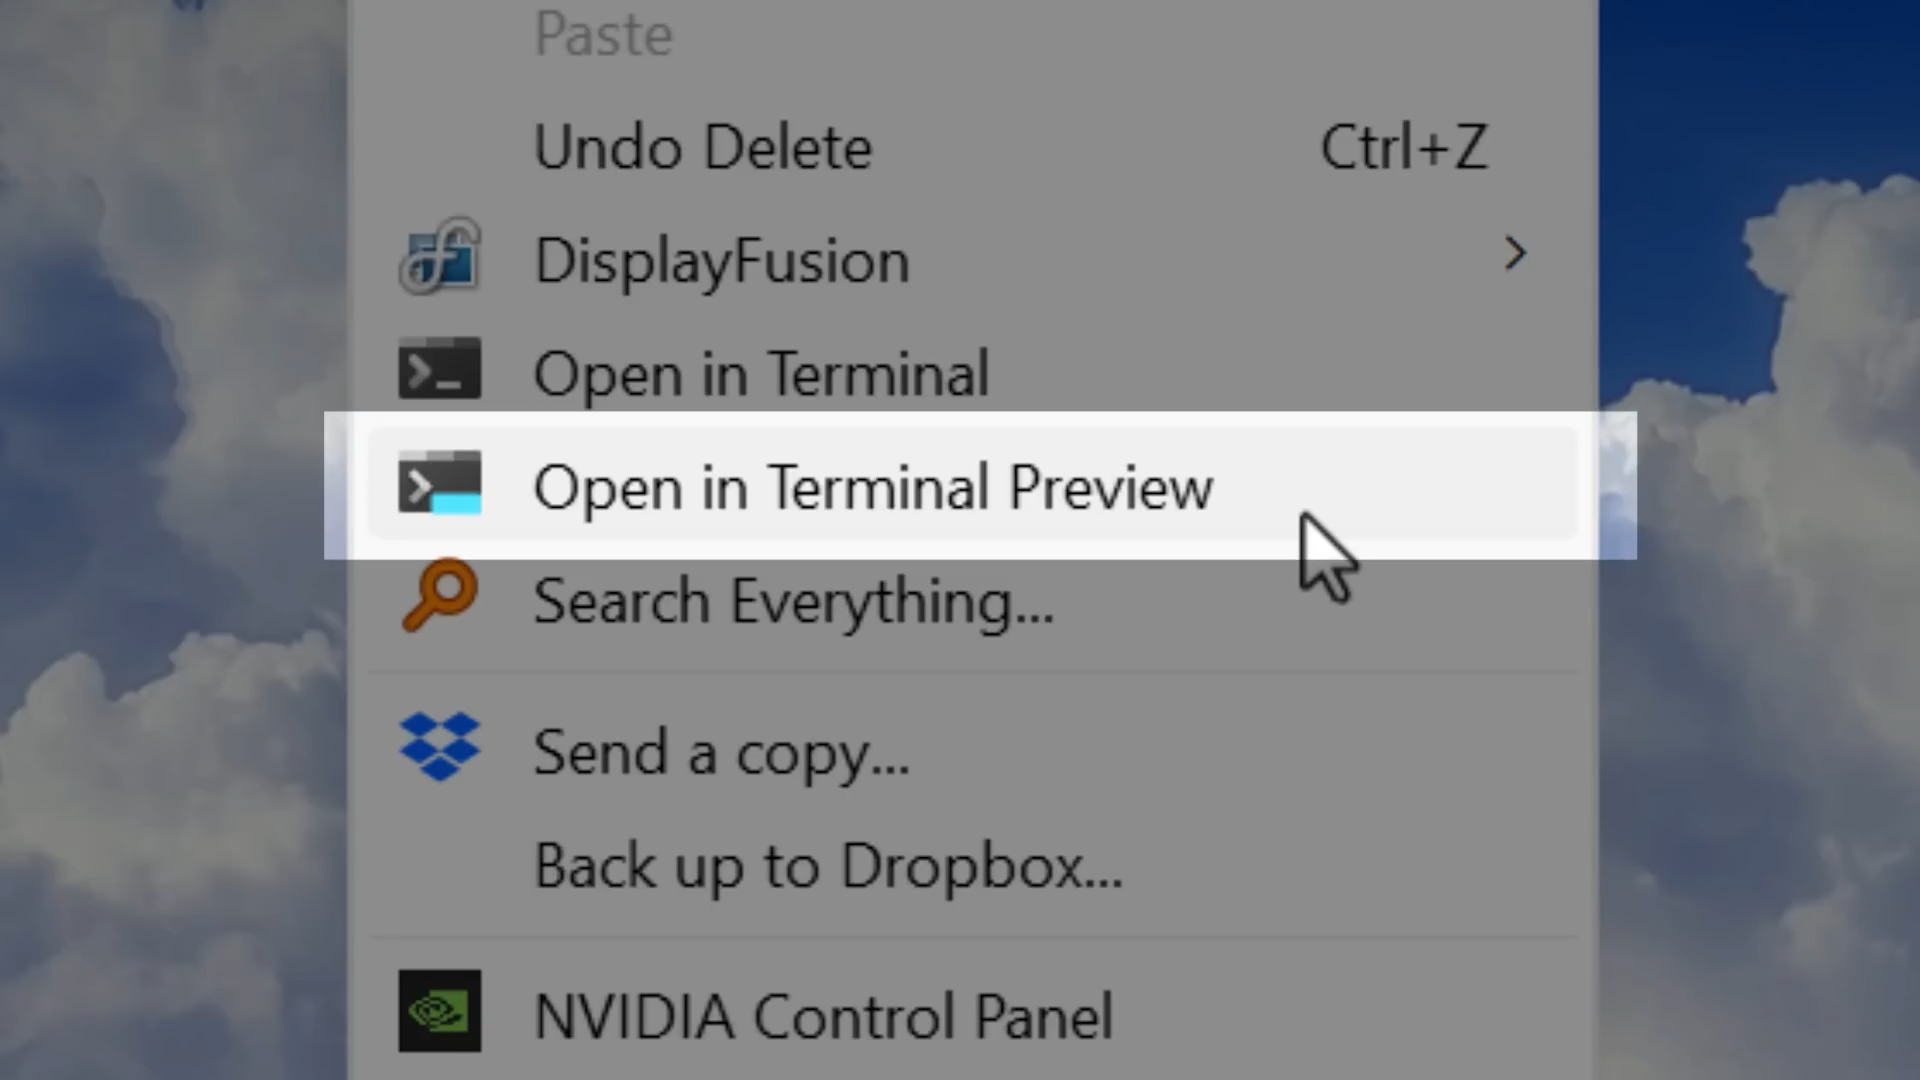 Paste
Undo Delete Ctrl+Z
DisplayFusion
Open in Terminal
Open in Terminal Preview
Search Everything...
Send a copy...
Back up to Dropbox...
NVIDIA Control Panel